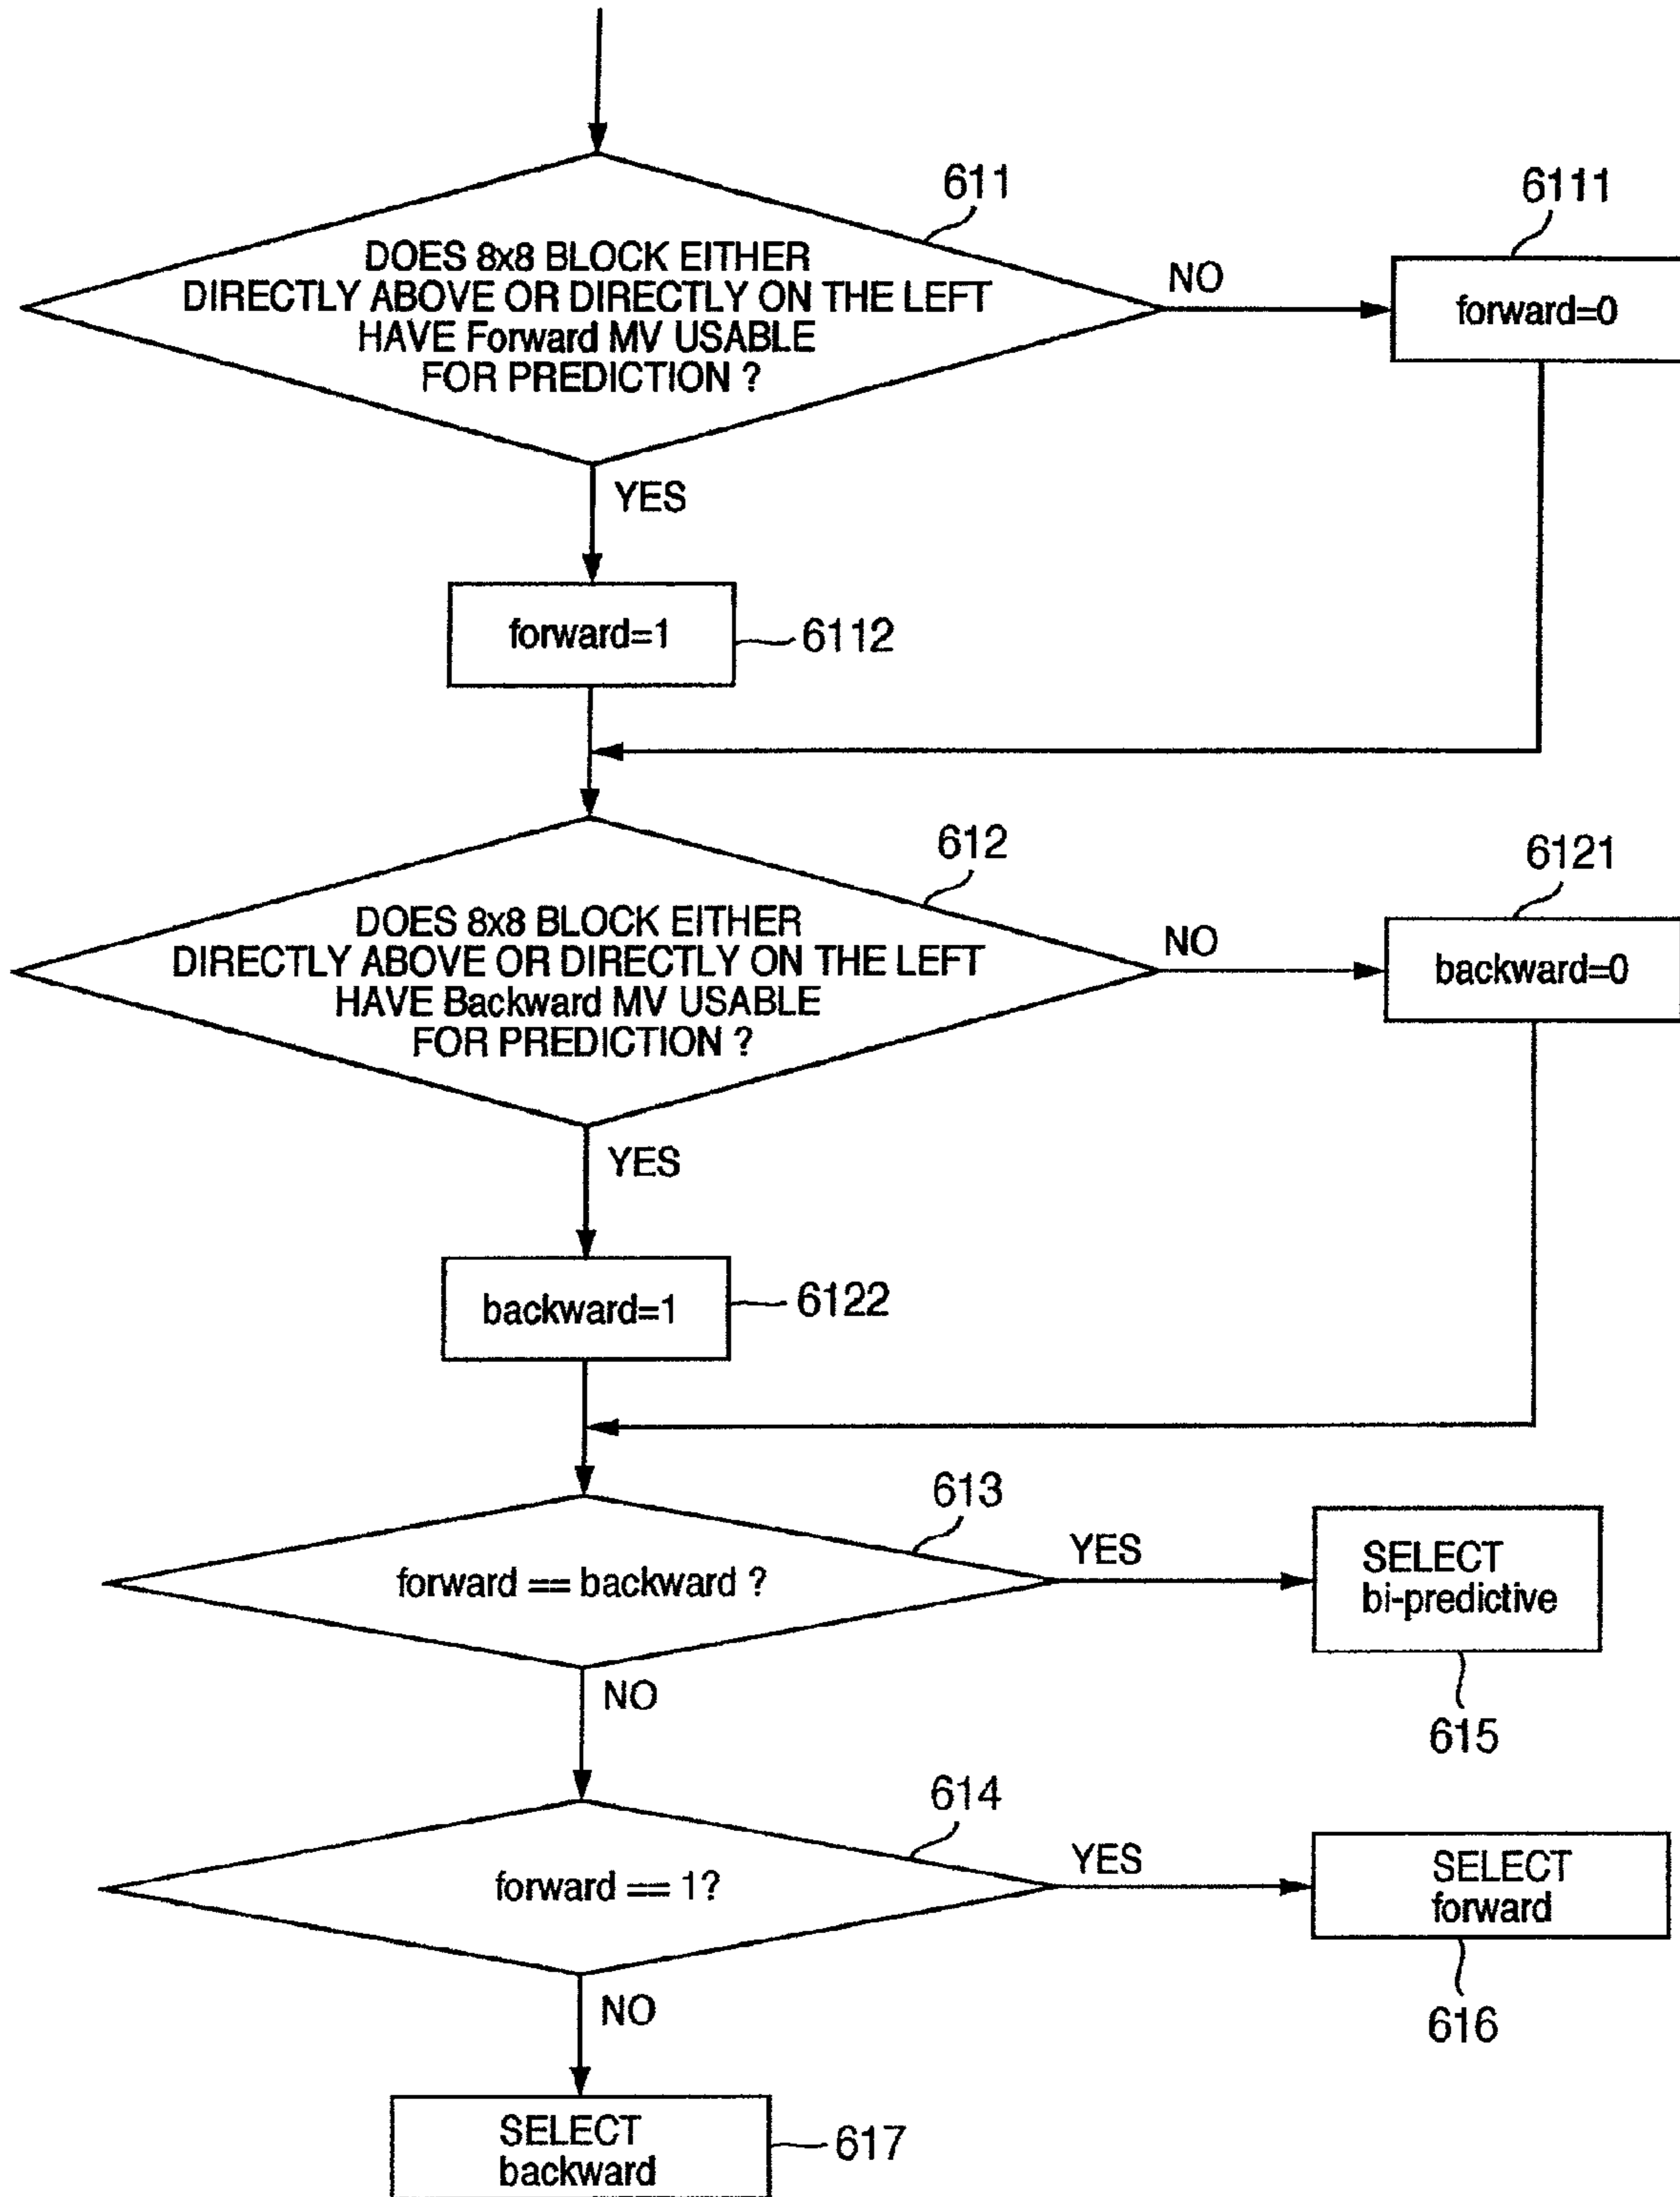 611
6111
DOES 8x8 BLOCK EITHER
DIRECTLY ABOVE OR DIRECTLY ON THE LEFT
HAVE Forward MV USABLE
FOR PREDICTION ?
NO
forward=0
YES
forward=1
6112
612
6121
DOES 8x8 BLOCK EITHER
DIRECTLY ABOVE OR DIRECTLY ON THE LEFT
HAVE Backward MV USABLE
FOR PREDICTION ?
NO
backward=0
YES
backward=1
6122
613
forward == backward ?
YES
SELECT
bi-predictive
615
NO
614
forward == 1?
YES
SELECT
forward
616
NO
SELECT
backward
617